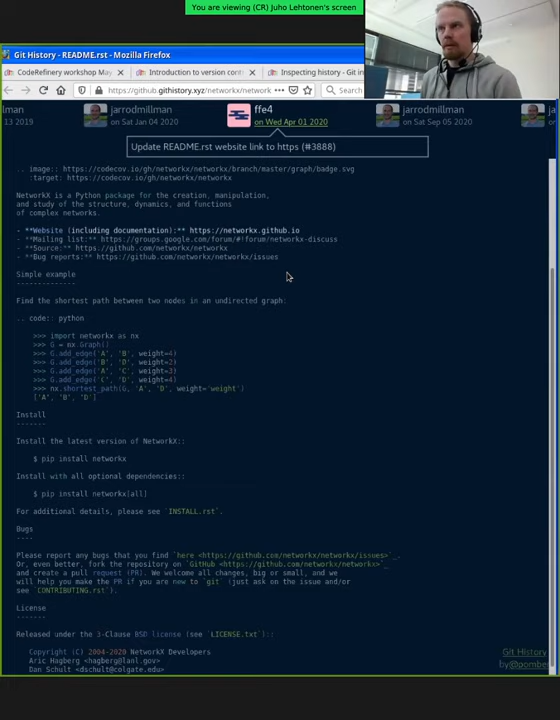 You are viewing (CR) Juho Lehtonen's screen
Git History - README.rst - Mozilla Firefox
CodeRefinery workshop May
Introduction to version cont
Inspecting history - Git in
https://github.githistory.xyz/networkx/network
Search
lman
13 2019
jarrodmillman
on Sat Jan 04 2020
ffe4
on Wed Apr 01 2020
jarrodmillman
on Sat Sep 05 2020
ja
on
Update README.rst website link to https (#3888)
.. image:: https://codecov.io/gh/networkx/networkx/branch/master/graph/badge.svg
:target: https://codecov.io/gh/networkx/networkx
NetworkX is a Python package for the creation, manipulation,
and study of the structure, dynamics, and functions
of complex networks.
- **Website (including documentation):** https://networkx.github.io
- **Mailing list:** https://groups.google.com/forum/#!forum/networkx-discuss
- **Source:** https://github.com/networkx/networkx
- **Bug reports:** https://github.com/networkx/networkx/issues
Simple example
--------------
Find the shortest path between two nodes in an undirected graph:
.. code:: python
>>> import networkx as nx
>>> G = nx.Graph()
>>> G.add_edge('A', 'B', weight=4)
>>> G.add_edge('B', 'D', weight=2)
>>> G.add_edge('A', 'C', weight=3)
>>> G.add_edge('C', 'D', weight=4)
>>> nx.shortest_path(G, 'A', 'D', weight='weight')
['A', 'B', 'D']
Install
-------
Install the latest version of NetworkX::
$ pip install networkx
Install with all optional dependencies::
$ pip install networkx[all]
For additional details, please see `INSTALL.rst`.
Bugs
----
Please report any bugs that you find `here <https://github.com/networkx/networkx/issues>`_.
Or, even better, fork the repository on `GitHub <https://github.com/networkx/networkx>`_
and create a pull request (PR). We welcome all changes, big or small, and we
will help you make the PR if you are new to `git` (just ask on the issue and/or
see `CONTRIBUTING.rst`).
License
-------
Released under the 3-Clause BSD license (see `LICENSE.txt`)::
Copyright (C) 2004-2020 NetworkX Developers
Aric Hagberg <hagberg@lanl.gov>
Dan Schult <dschult@colgate.edu>
Git History
by @pombe